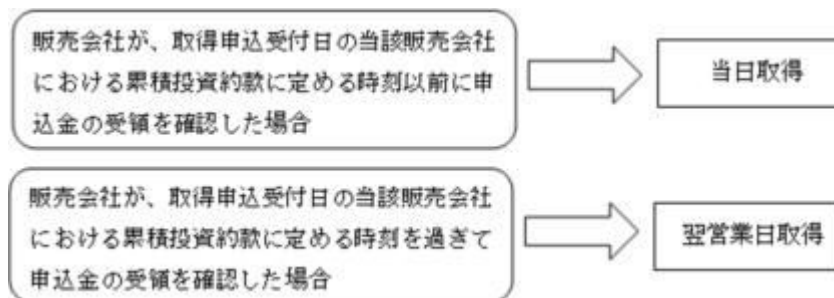 販売会社が、取得申込受付日の当該販売会社
における累積投資約款に定める時刻以前に申
込金の受領を確認した場合
当日取得
販売会社が、取得申込受付日の当該販売会社
における累積投資約款に定める時刻を過ぎて
申込金の受領を確認した場合
翌営業日取得